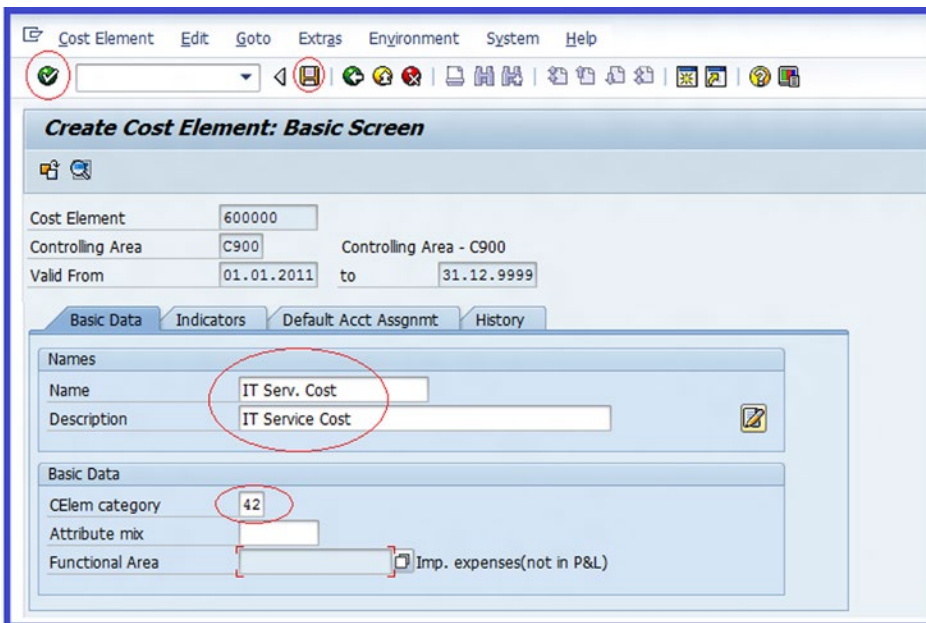 Cost Element Edit Goto Extras Environment System Help
Create Cost Element: Basic Screen
Cost Element 600000
Controlling Area C900 Controlling Area - C900
Valid From 01.01.2011 to 31.12.9999
Basic Data Indicators Default Acct Assgnmt History
Names
Name IT Serv. Cost
Description IT Service Cost
Basic Data
CElem category 42
Attribute mix
Functional Area Imp. expenses(not in P&L)